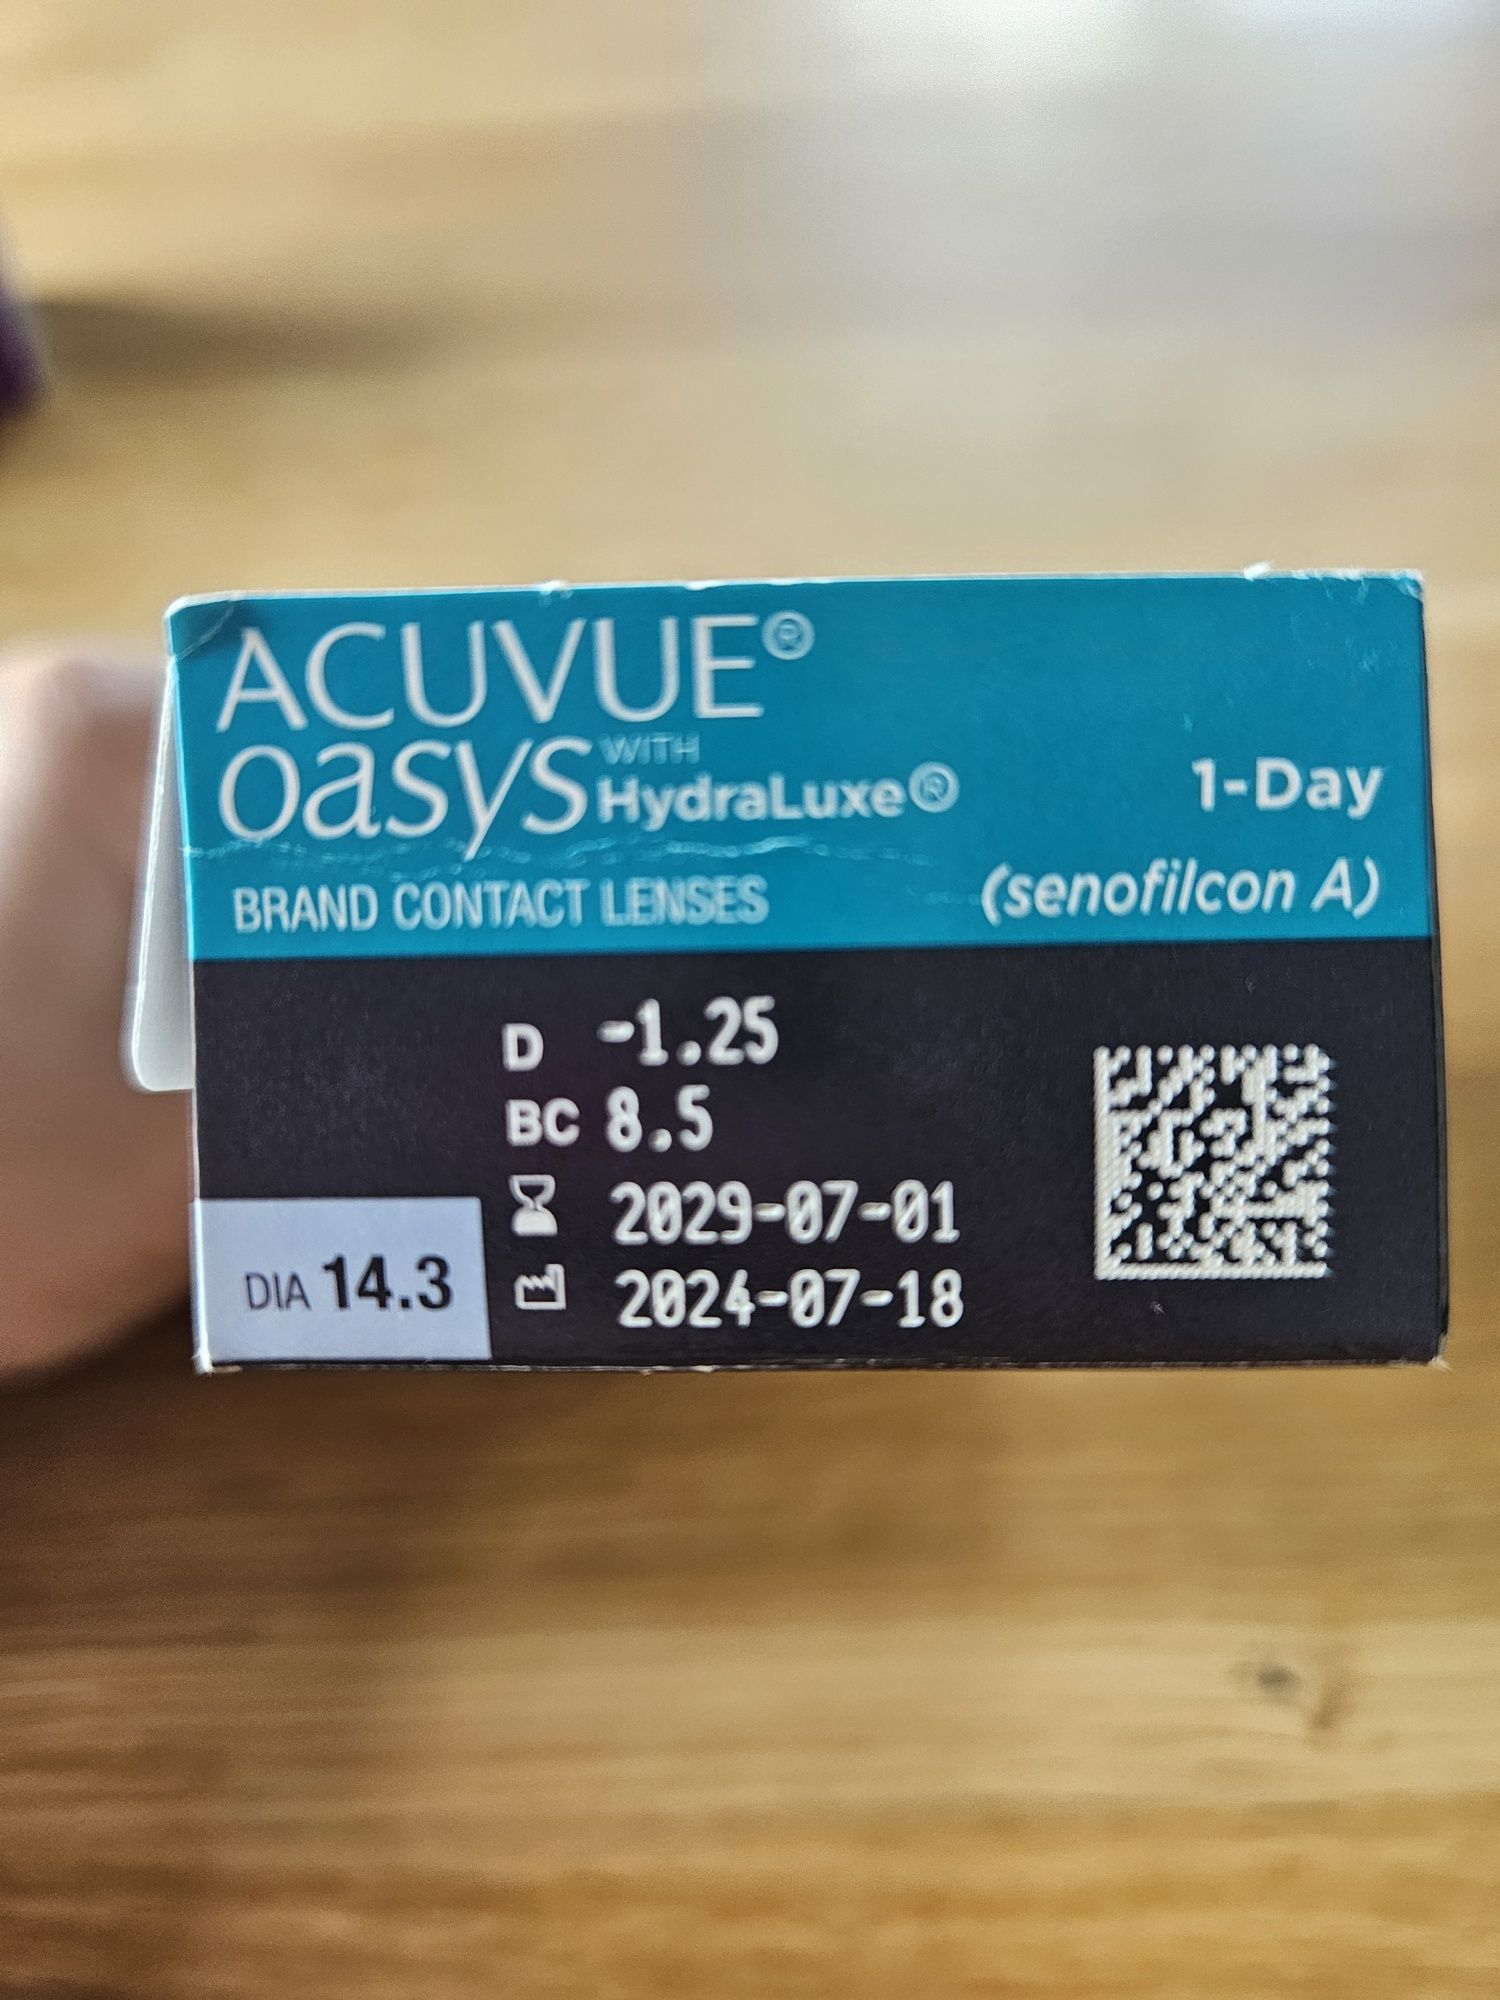 ACUVUE®
oasys WITH HydraLuxe® 1-Day
BRAND CONTACT LENSES (senofilcon A)
D -1.25
BC 8.5
2029-07-01
DIA 14.3 2024-07-18